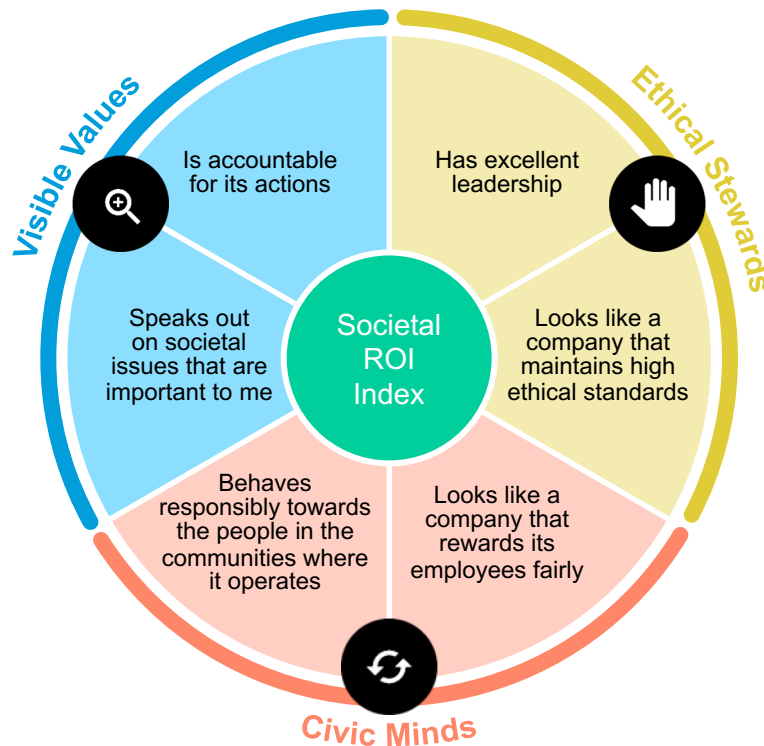 Visible Values
Ethical Stewards
Is accountable
for its actions
Has excellent
leadership
Speaks out
on societal
issues that are
important to me
Societal
ROI
Index
Looks like a
company that
maintains high
ethical standards
Behaves
responsibly towards
the people in the
communities where
it operates
Looks like a
company that
rewards its
employees fairly
Civic Minds